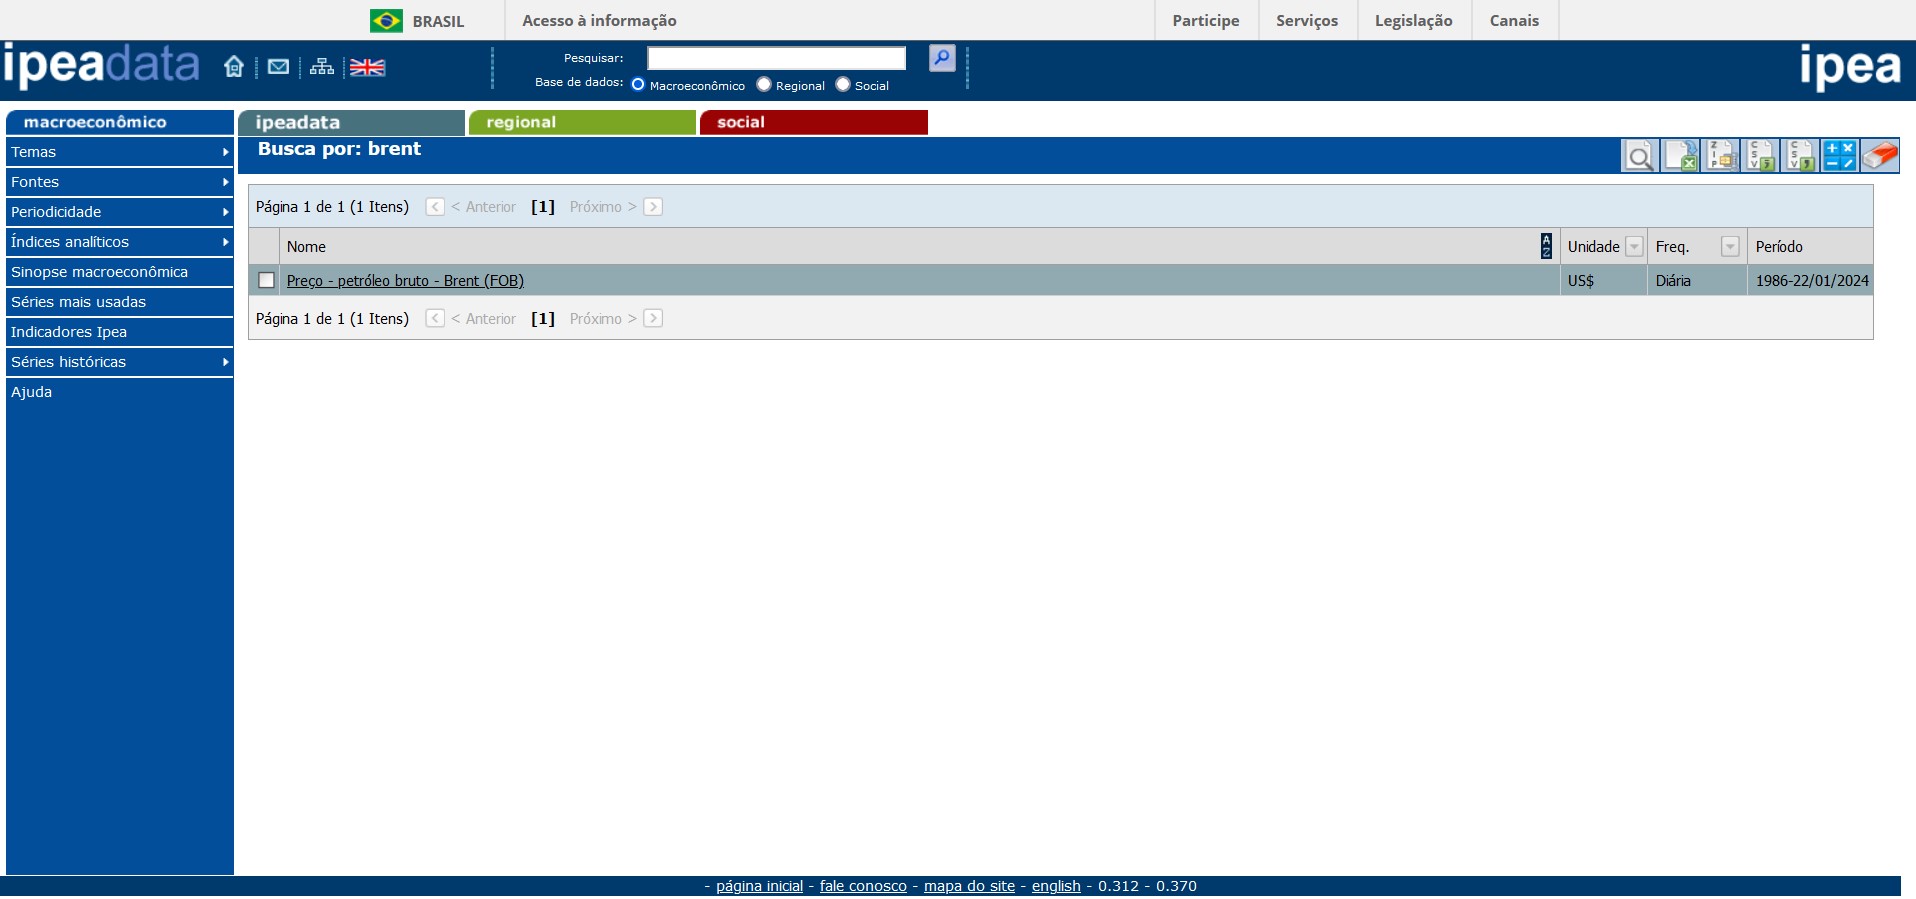 BRASIL Acesso à informação Participe Serviços Legislação Canais
ipeadata Pesquisar: ipea
Base de dados: Macroeconômico Regional Social
macroeconômico ipeadata regional social
Busca por: brent
Temas
Fontes
Periodicidade
Índices analíticos
Sinopse macroeconômica
Séries mais usadas
Indicadores Ipea
Séries históricas
Ajuda
ZIP CSV ; CSV ,
Página 1 de 1 (1 Itens) < Anterior [1] Próximo >
Nome AZ Unidade Freq. Período
Preço - petróleo bruto - Brent (FOB) US$ Diária 1986-22/01/2024
Página 1 de 1 (1 Itens) < Anterior [1] Próximo >
- página inicial - fale conosco - mapa do site - english - 0.312 - 0.370